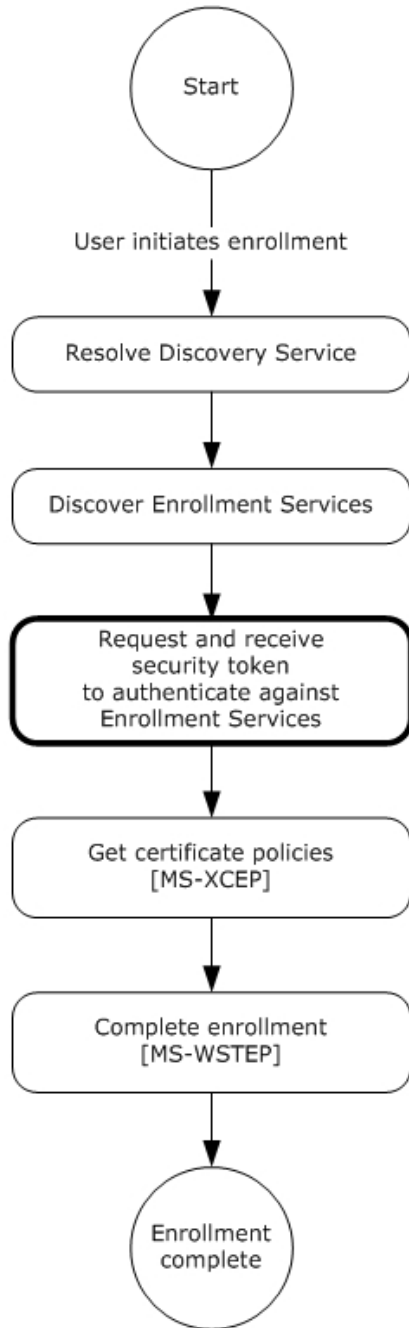 Start
User initiates enrollment
Resolve Discovery Service
Discover Enrollment Services
Request and receive
security token
to authenticate against
Enrollment Services
Get certificate policies
[MS-XCEP]
Complete enrollment
[MS-WSTEP]
Enrollment
complete